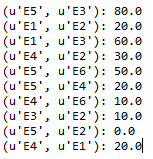 (u'E5', u'E3'): 80.0
(u'E1', u'E2'): 20.0
(u'E1', u'E3'): 60.0
(u'E4', u'E2'): 30.0
(u'E5', u'E6'): 50.0
(u'E5', u'E4'): 20.0
(u'E4', u'E6'): 10.0
(u'E3', u'E2'): 10.0
(u'E5', u'E2'): 0.0
(u'E4', u'E1'): 20.0